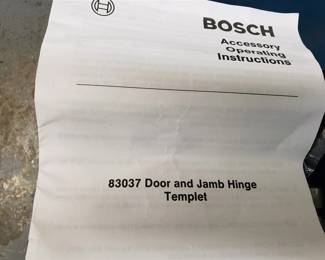 BOSCH
Accessory
Operating
Instructions
83037 Door and Jamb Hinge
Templet